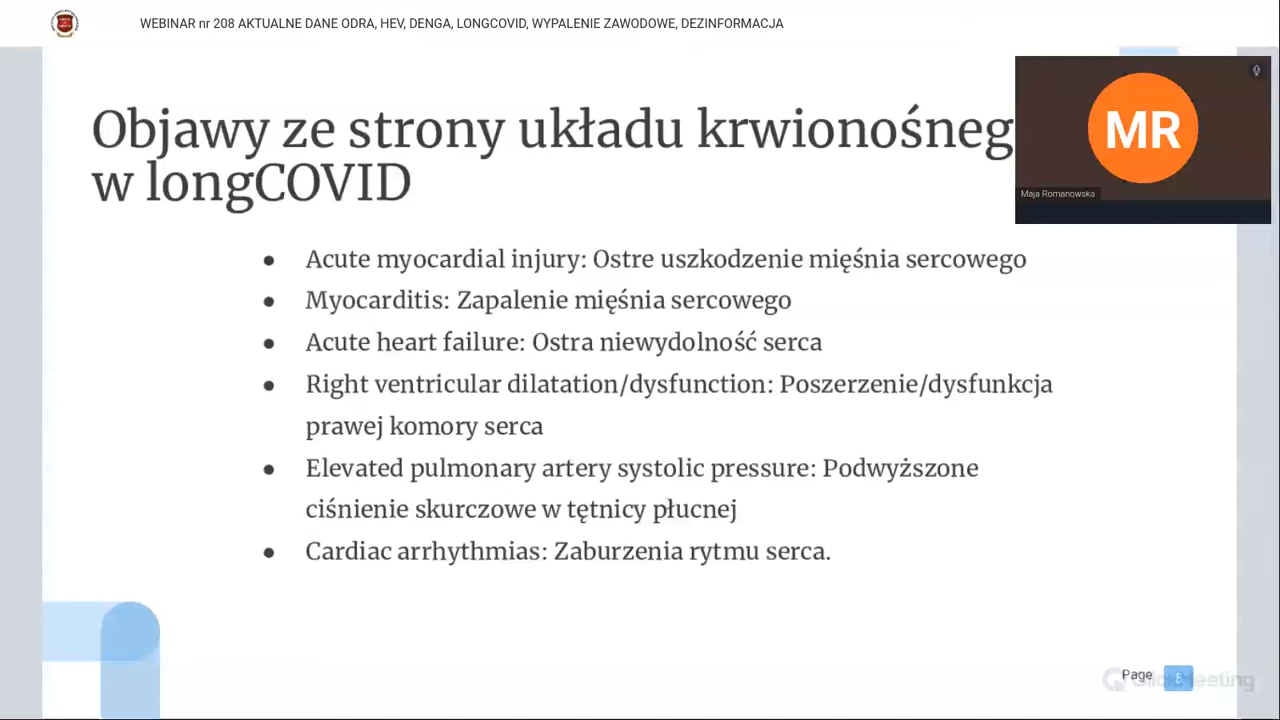 WEBINAR nr 208 AKTUALNE DANE ODRA, HEV, DENGA, LONGCOVID, WYPALENIE ZAWODOWE, DEZINFORMACJA
Objawy ze strony układu krwionośneg
w longCOVID
MR
Maja Romanowska
● Acute myocardial injury: Ostre uszkodzenie mięśnia sercowego
● Myocarditis: Zapalenie mięśnia sercowego
● Acute heart failure: Ostra niewydolność serca
● Right ventricular dilatation/dysfunction: Poszerzenie/dysfunkcja
prawej komory serca
● Elevated pulmonary artery systolic pressure: Podwyższone
ciśnienie skurczowe w tętnicy płucnej
● Cardiac arrhythmias: Zaburzenia rytmu serca.
Page
ClickMeeting